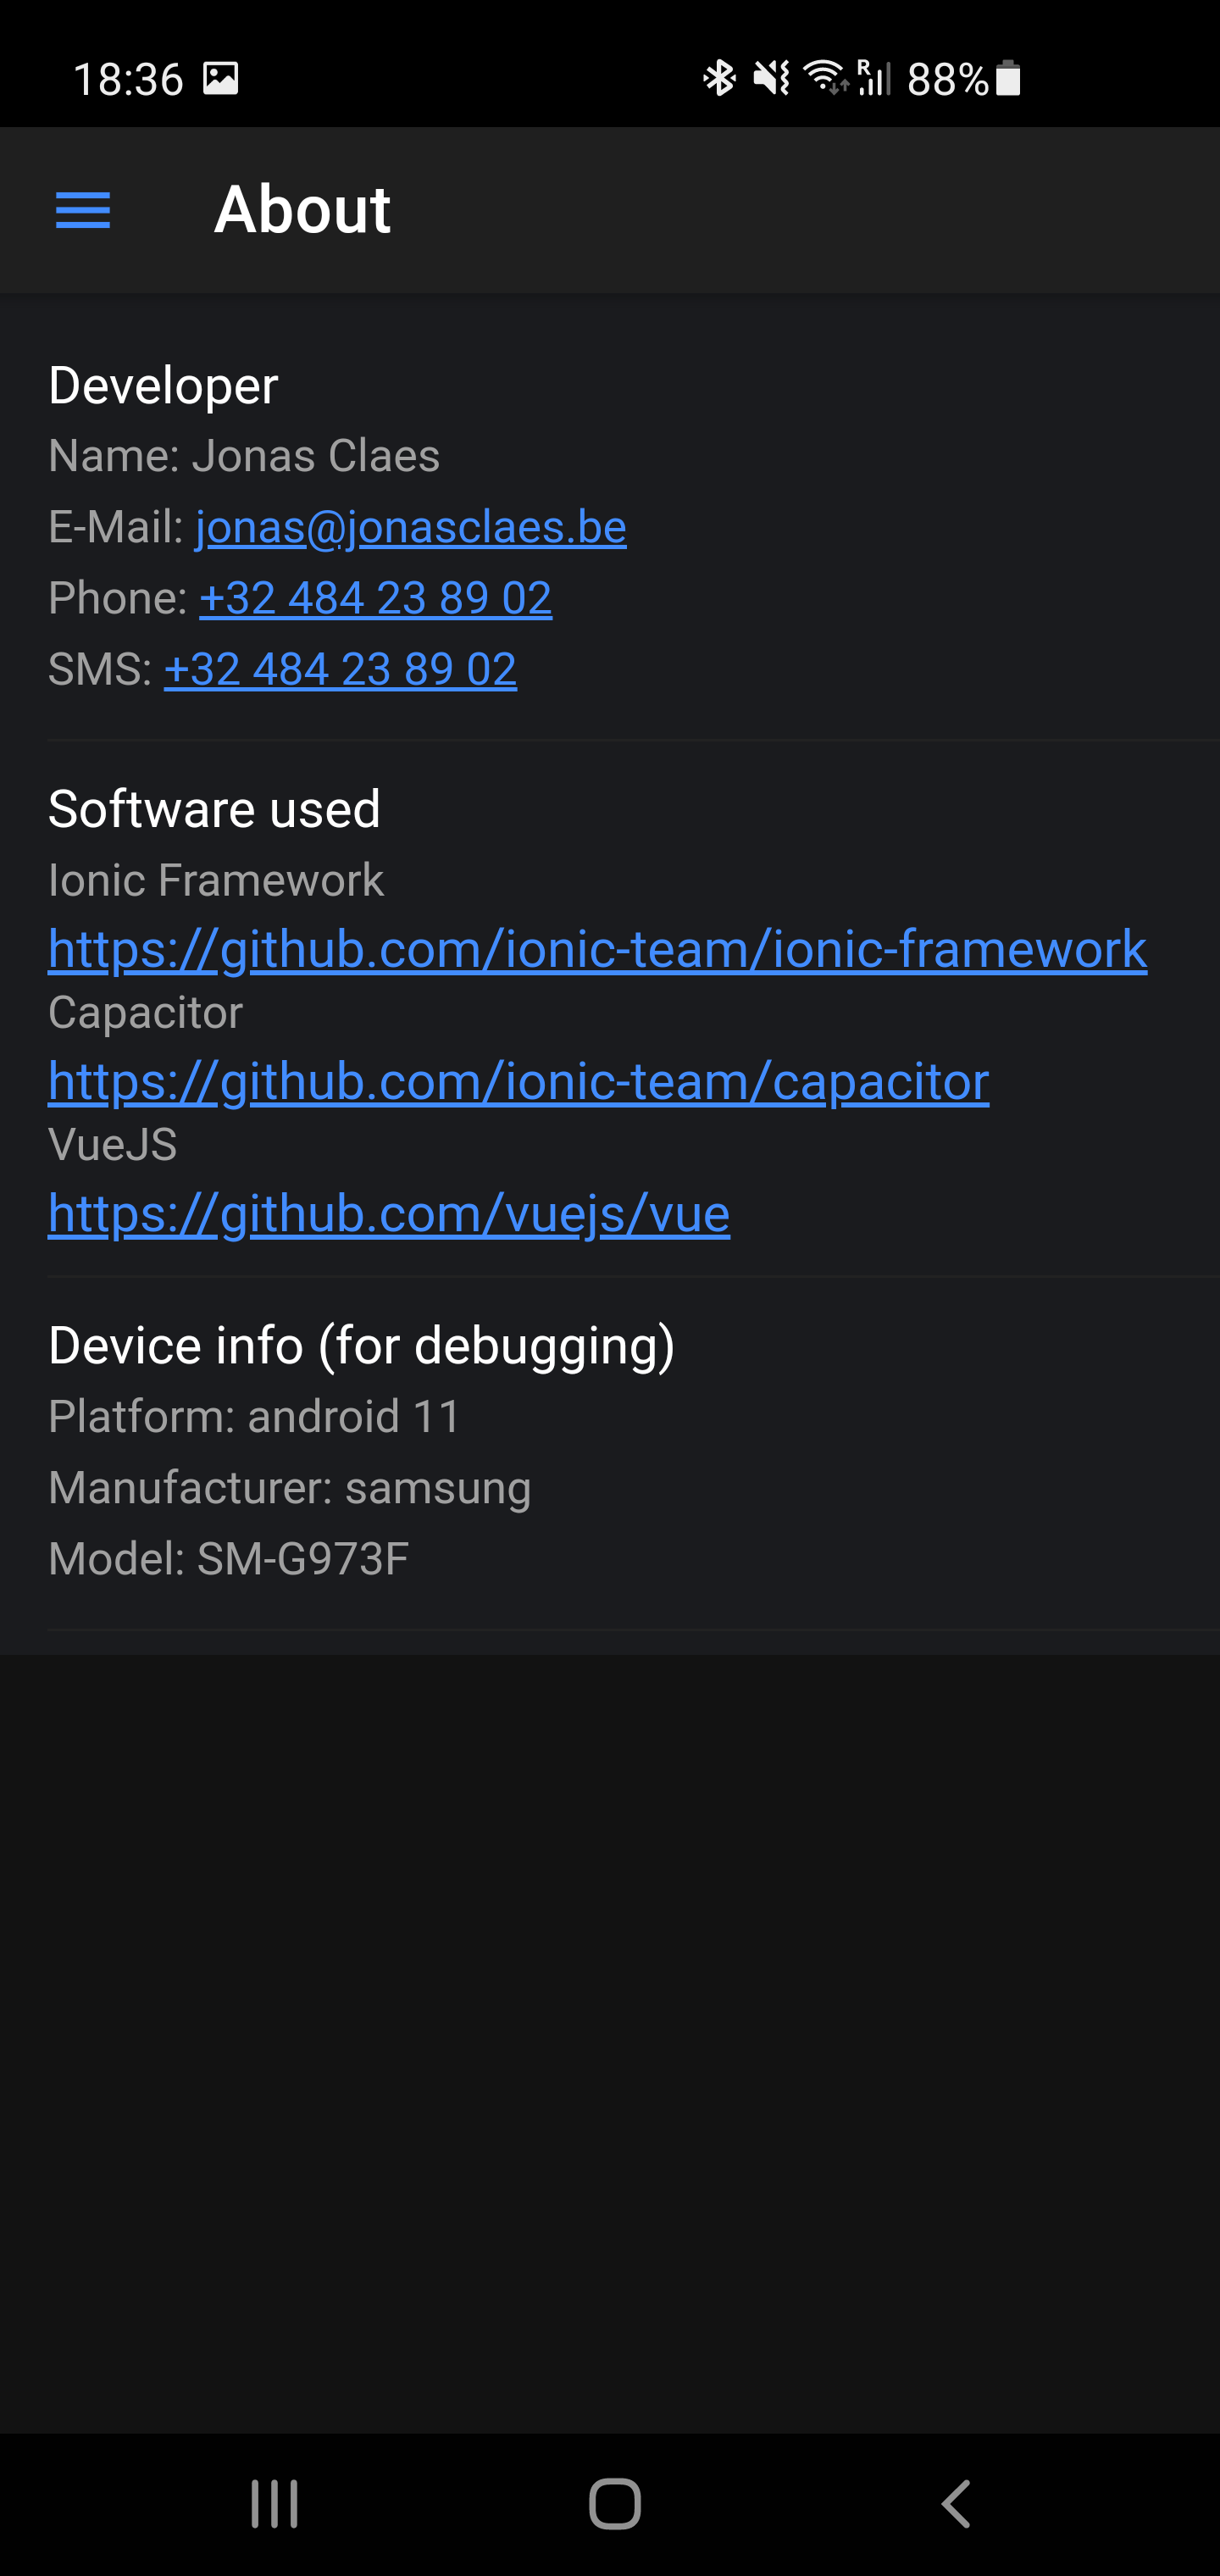 18:36 R 88%
About
Developer
Name: Jonas Claes
E-Mail: jonas@jonasclaes.be
Phone: +32 484 23 89 02
SMS: +32 484 23 89 02
Software used
Ionic Framework
https://github.com/ionic-team/ionic-framework
Capacitor
https://github.com/ionic-team/capacitor
VueJS
https://github.com/vuejs/vue
Device info (for debugging)
Platform: android 11
Manufacturer: samsung
Model: SM-G973F